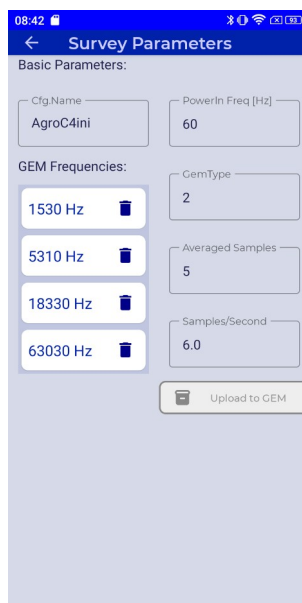 08:42
93
Survey Parameters
Basic Parameters:
Cfg.Name
AgroC4ini
PowerIn Freq [Hz]
60
GEM Frequencies:
1530 Hz
5310 Hz
18330 Hz
63030 Hz
GemType
2
Averaged Samples
5
Samples/Second
6.0
Upload to GEM